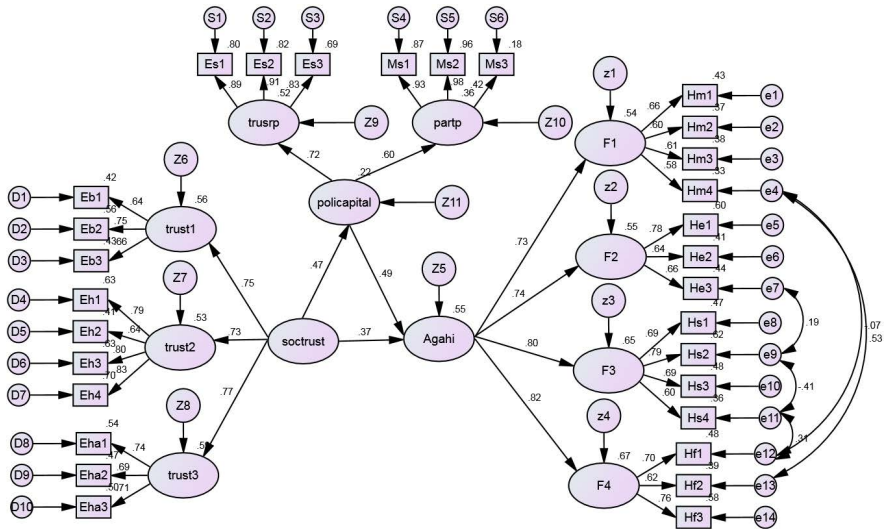 S1 S2 S3 S4 S5 S6
.80 .82 .69 .87 .96 .18
Es1 Es2 Es3 Ms1 Ms2 Ms3
.89 .91 .83 .93 .98 .42
.52 .36
trusrp Z9 partp Z10
.72 .60
.22
policapital Z11
.47 .49
Z6
.56
trust1
D1 Eb1 .42 .64
D2 Eb2 .56 .75
D3 Eb3 .43 .66
.75
Z7
.53
trust2
D4 Eh1 .63 .79
D5 Eh2 .41 .64
D6 Eh3 .63 .80
D7 Eh4 .70 .83
.73
soctrust .37 Agahi
Z5
.55
.77
Z8
trust3
D8 Eha1 .54 .74
D9 Eha2 .47 .69
D10 Eha3 .50 .71
z1
.54
F1
.73
.66 Hm1 .43 e1
.60 Hm2 .37 e2
.61 Hm3 .38 e3
.58 Hm4 .33 e4
z2
.55
F2
.74
.78 He1 .60 e5
.64 He2 .41 e6
.66 He3 .44 e7
z3
.65
F3
.80
.69 Hs1 .47 e8
.79 Hs2 .62 e9
.69 Hs3 .48 e10
.60 Hs4 .36 e11
z4
.67
F4
.82
.70 Hf1 .48 e12
.62 Hf2 .39 e13
.76 Hf3 .58 e14
.19
-.41
.31
-.07
.53